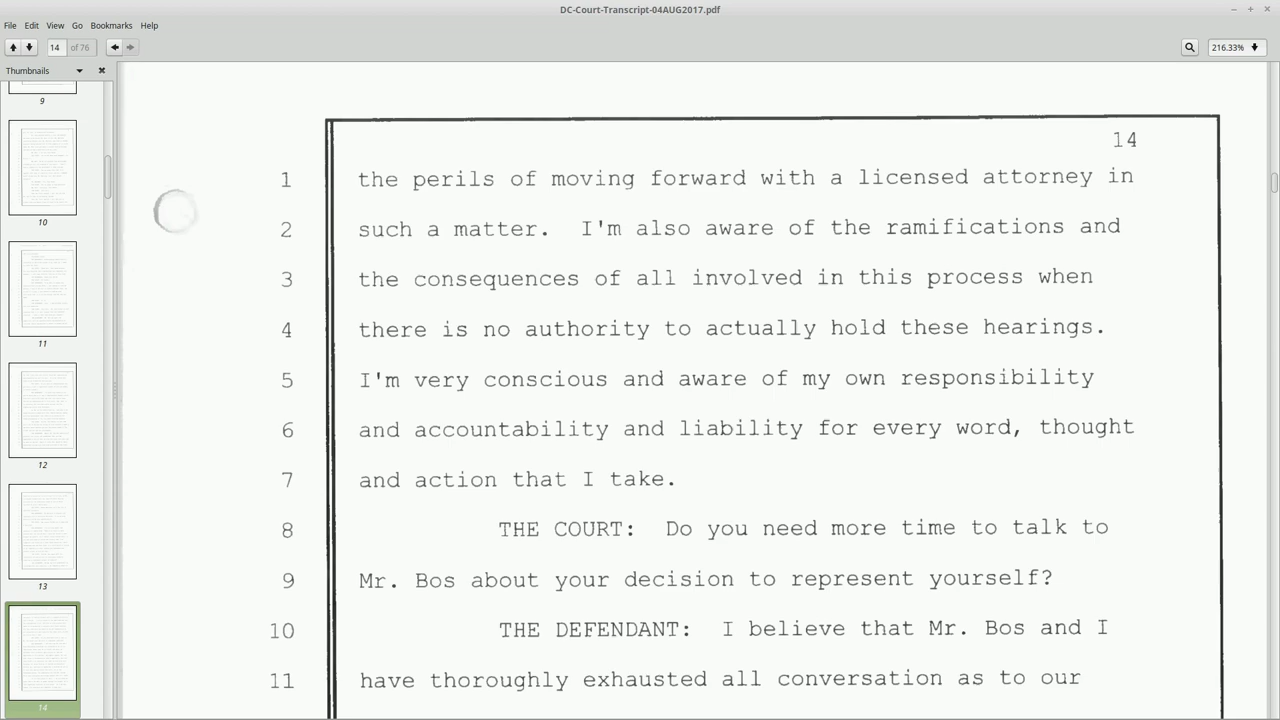 DC-Court-Transcript-04AUG2017.pdf
File Edit View Go Bookmarks Help
14 of 76
216.33%
Thumbnails
9
10
11
12
13
14
14
1 the perils of moving forward with a licensed attorney in
2 such a matter. I'm also aware of the ramifications and
3 the consequences of all involved in this process when
4 there is no authority to actually hold these hearings.
5 I'm very conscious and aware of my own responsibility
6 and accountability and liability for every word, thought
7 and action that I take.
8 THE COURT: Do you need more time to talk to
9 Mr. Bos about your decision to represent yourself?
10 THE DEFENDANT: I believe that Mr. Bos and I
11 have thoroughly exhausted all conversation as to our